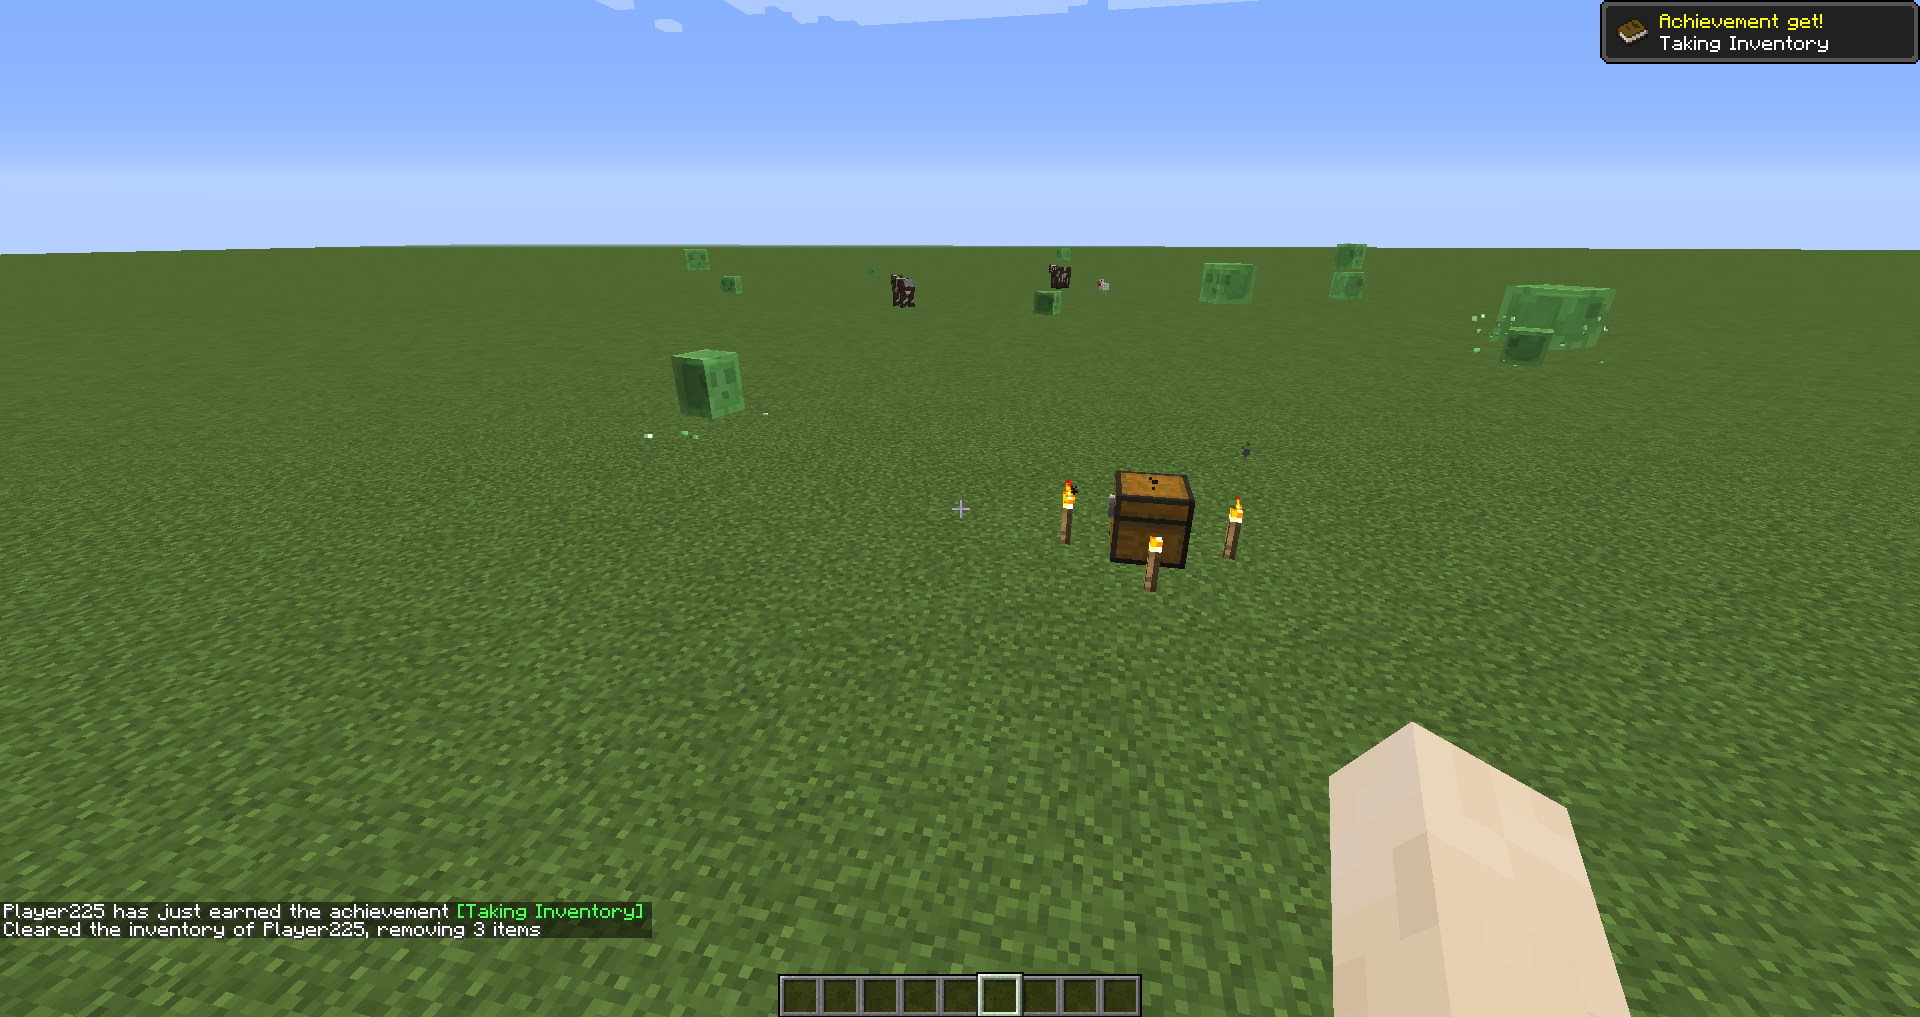 Achievement get!
Taking Inventory
Player225 has just earned the achievement [Taking Inventory]
Cleared the inventory of Player225, removing 3 items